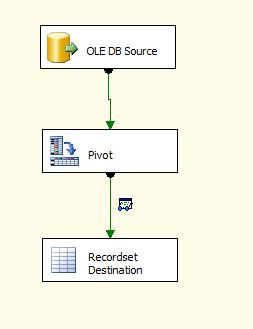 OLE DB Source
Pivot
Recordset
Destination